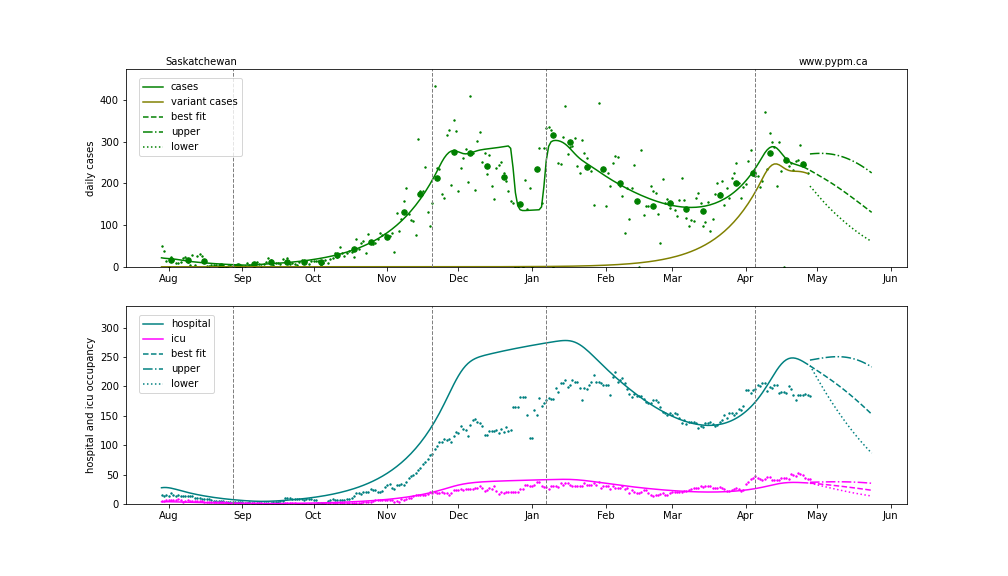 Saskatchewan www.pypm.ca
daily cases
400
300
200
100
0
cases
variant cases
best fit
upper
lower
Aug Sep Oct Nov Dec Jan Feb Mar Apr May Jun
hospital and icu occupancy
300
250
200
150
100
50
0
hospital
icu
best fit
upper
lower
Aug Sep Oct Nov Dec Jan Feb Mar Apr May Jun